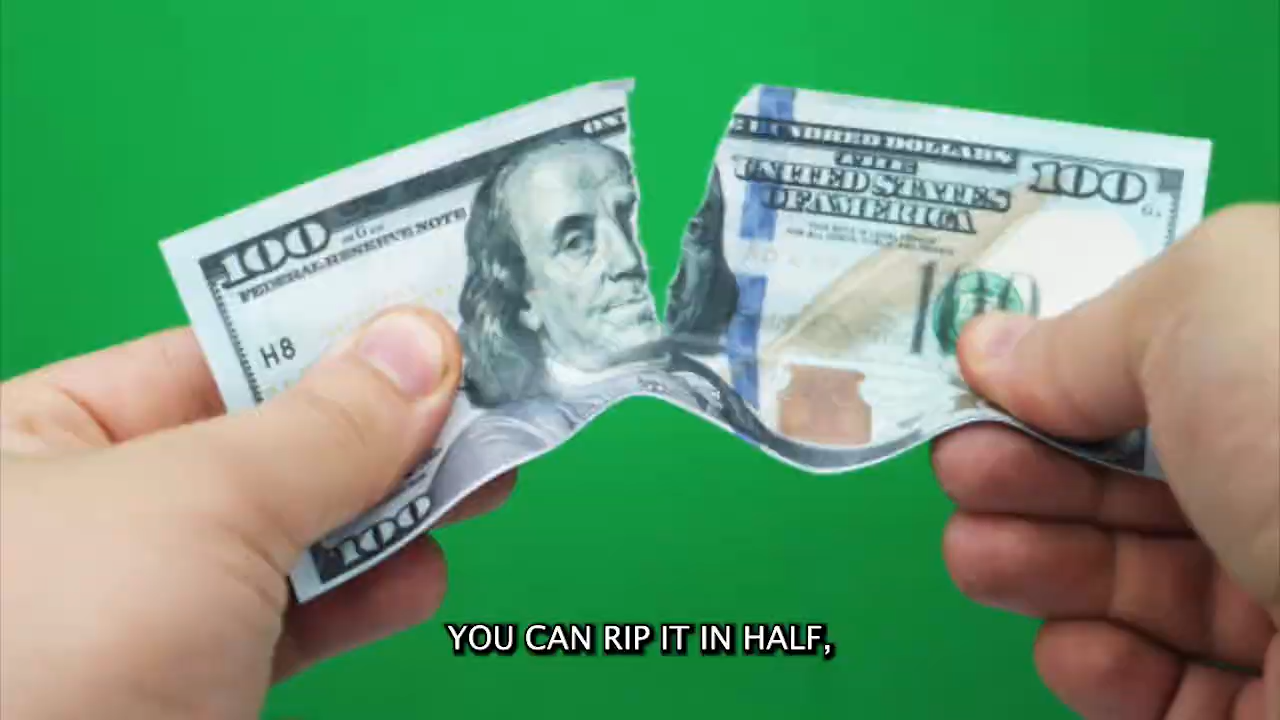 100
FEDERAL RESERVE NOTE
H8
100
ONE
HUNDRED DOLLARS
THE
UNITED STATES
OF AMERICA
100
100
YOU CAN RIP IT IN HALF,